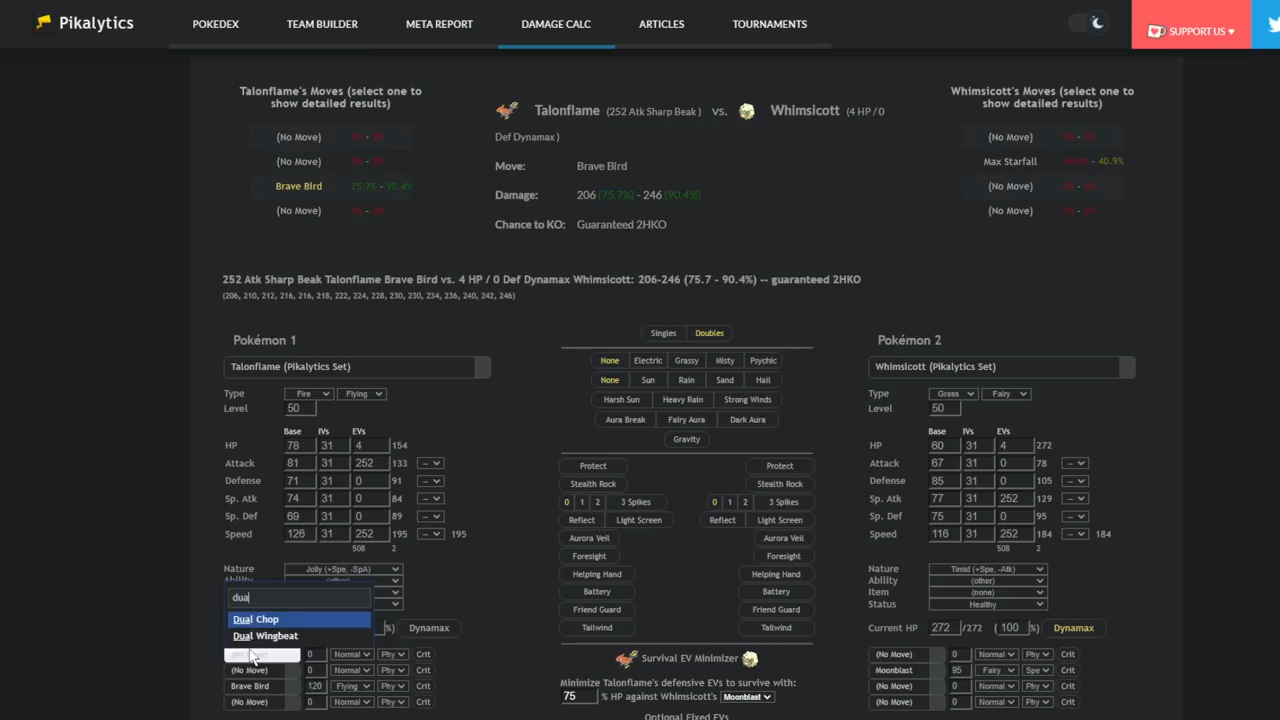 Pikalytics
POKEDEX TEAM BUILDER META REPORT DAMAGE CALC ARTICLES TOURNAMENTS
SUPPORT US ♥
Talonflame's Moves (select one to
show detailed results)
(No Move)
(No Move)
Brave Bird 75.7% - 90.4%
(No Move)
Talonflame (252 Atk Sharp Beak ) VS. Whimsicott (4 HP / 0
Def Dynamax )
Move: Brave Bird
Damage: 206 (75.7%) - 246 (90.4%)
Chance to KO: Guaranteed 2HKO
Whimsicott's Moves (select one to
show detailed results)
(No Move)
Max Starfall - 40.9%
(No Move)
(No Move)
252 Atk Sharp Beak Talonflame Brave Bird vs. 4 HP / 0 Def Dynamax Whimsicott: 206-246 (75.7 - 90.4%) -- guaranteed 2HKO
(206, 210, 212, 216, 216, 218, 222, 224, 228, 230, 230, 234, 236, 240, 242, 246)
Pokémon 1
Talonflame (Pikalytics Set)
Type Fire Flying
Level 50
Base IVs EVs
HP 78 31 4 154
Attack 81 31 252 133 --
Defense 71 31 0 91 --
Sp. Atk 74 31 0 84 --
Sp. Def 69 31 0 89 --
Speed 126 31 252 195 -- 195
508 2
Nature Jolly (+Spe, -SpA)
Ability (other)
dua
Dual Chop
Dual Wingbeat
%) Dynamax
0 Normal Phy Crit
(No Move) 0 Normal Phy Crit
Brave Bird 120 Flying Phy Crit
(No Move) 0 Normal Phy Crit
Singles Doubles
None Electric Grassy Misty Psychic
None Sun Rain Sand Hail
Harsh Sun Heavy Rain Strong Winds
Aura Break Fairy Aura Dark Aura
Gravity
Protect Protect
Stealth Rock Stealth Rock
0 1 2 3 Spikes 0 1 2 3 Spikes
Reflect Light Screen Reflect Light Screen
Aurora Veil Aurora Veil
Foresight Foresight
Helping Hand Helping Hand
Battery Battery
Friend Guard Friend Guard
Tailwind Tailwind
Survival EV Minimizer
Minimize Talonflame's defensive EVs to survive with:
75 % HP against Whimsicott's Moonblast
Optional Fixed EVs
Pokémon 2
Whimsicott (Pikalytics Set)
Type Grass Fairy
Level 50
Base IVs EVs
HP 60 31 4 272
Attack 67 31 0 78 --
Defense 85 31 0 105 --
Sp. Atk 77 31 252 129 --
Sp. Def 75 31 0 95 --
Speed 116 31 252 184 -- 184
508 2
Nature Timid (+Spe, -Atk)
Ability (other)
Item (none)
Status Healthy
Current HP 272 /272 ( 100 %) Dynamax
(No Move) 0 Normal Phy Crit
Moonblast 95 Fairy Spe Crit
(No Move) 0 Normal Phy Crit
(No Move) 0 Normal Phy Crit